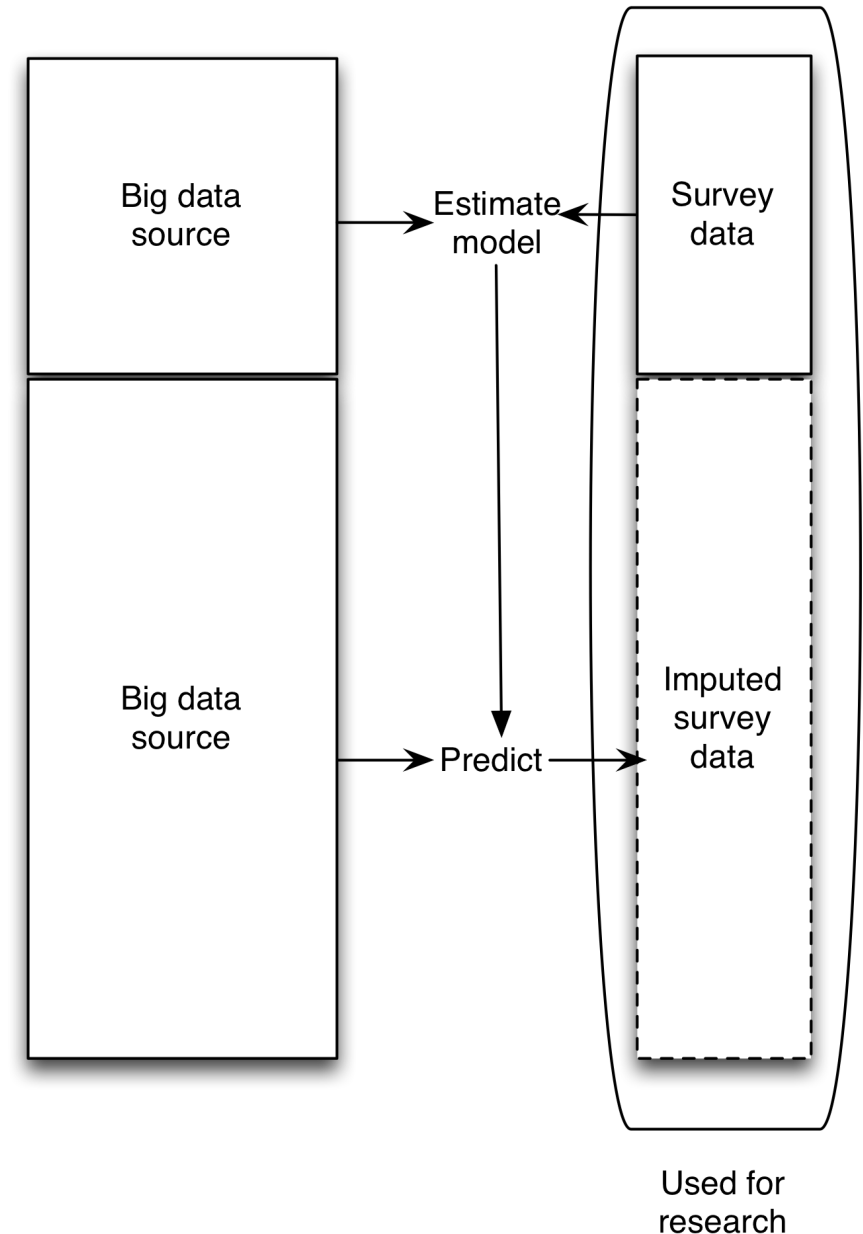 Big data
source
Estimate
model
Survey
data
Big data
source
Predict
Imputed
survey
data
Used for
research